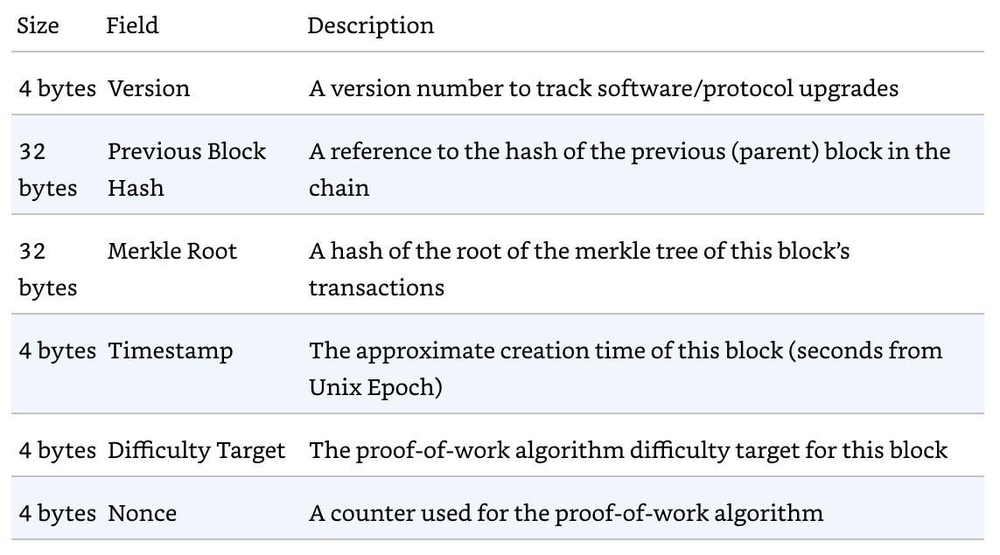 Size Field Description
4 bytes Version A version number to track software/protocol upgrades
32 bytes Previous Block Hash A reference to the hash of the previous (parent) block in the chain
32 bytes Merkle Root A hash of the root of the merkle tree of this block’s transactions
4 bytes Timestamp The approximate creation time of this block (seconds from Unix Epoch)
4 bytes Difficulty Target The proof-of-work algorithm difficulty target for this block
4 bytes Nonce A counter used for the proof-of-work algorithm